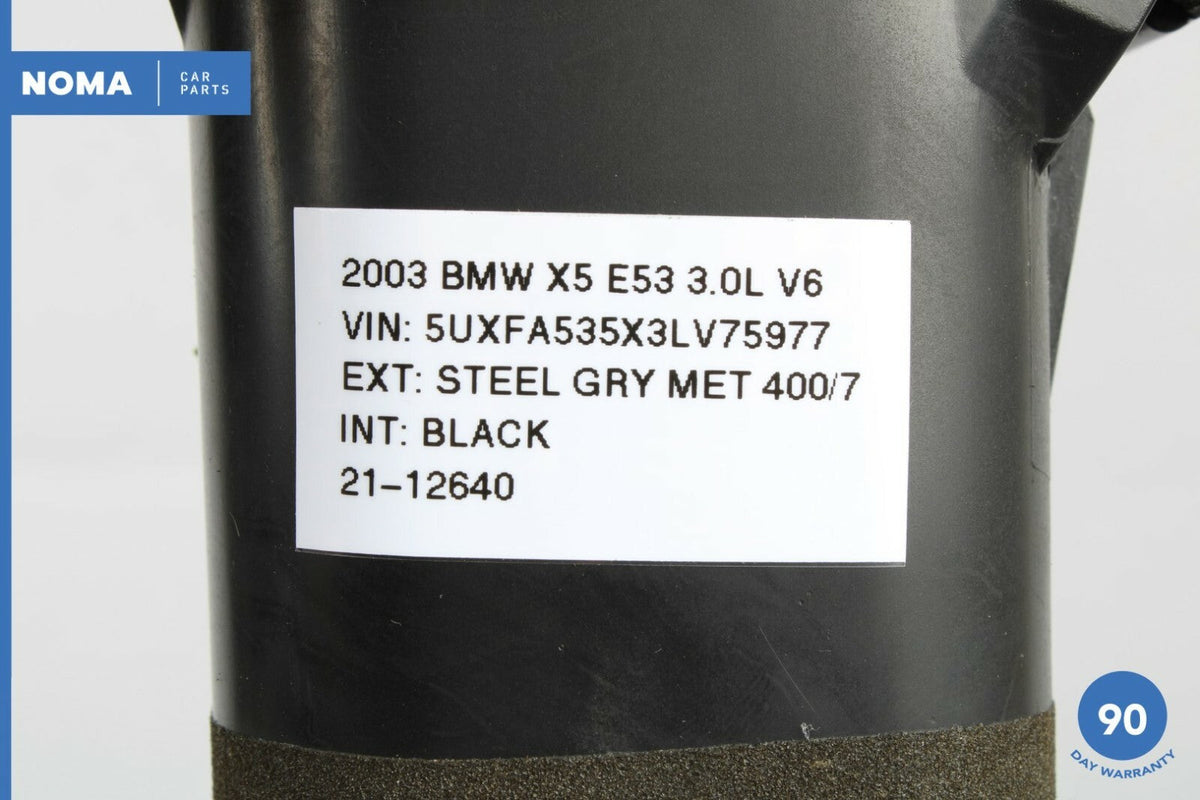 NOMA
CAR
PARTS
2003 BMW X5 E53 3.0L V6
VIN: 5UXFA535X3LV75977
EXT: STEEL GRY MET 400/7
INT: BLACK
21-12640
90
DAY WARRANTY